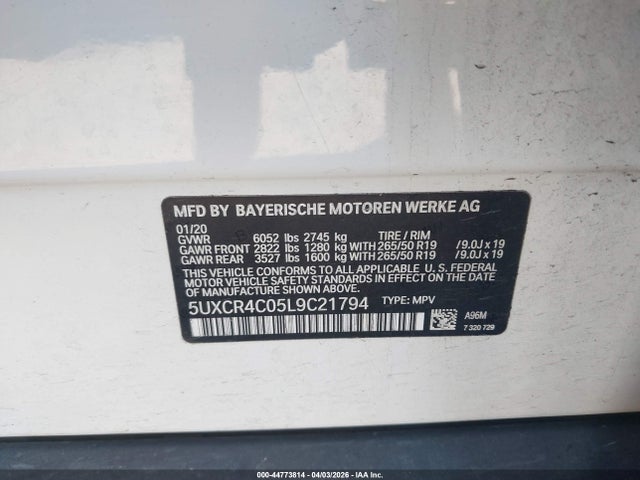 MFD BY BAYERISCHE MOTOREN WERKE AG
01/20
GVWR 6052 lbs 2745 kg TIRE / RIM
GAWR FRONT 2822 lbs 1280 kg WITH 265/50 R19 / 9.0J x 19
GAWR REAR 3527 lbs 1600 kg WITH 265/50 R19 / 9.0J x 19
THIS VEHICLE CONFORMS TO ALL APPLICABLE U.S. FEDERAL
MOTOR VEHICLE SAFETY STANDARDS IN EFFECT ON THE
DATE OF MANUFACTURE SHOWN ABOVE.
5UXCR4C05L9C21794 TYPE: MPV
A96M
7 320 729
000-44773814 - 04/03/2026 - IAA Inc.